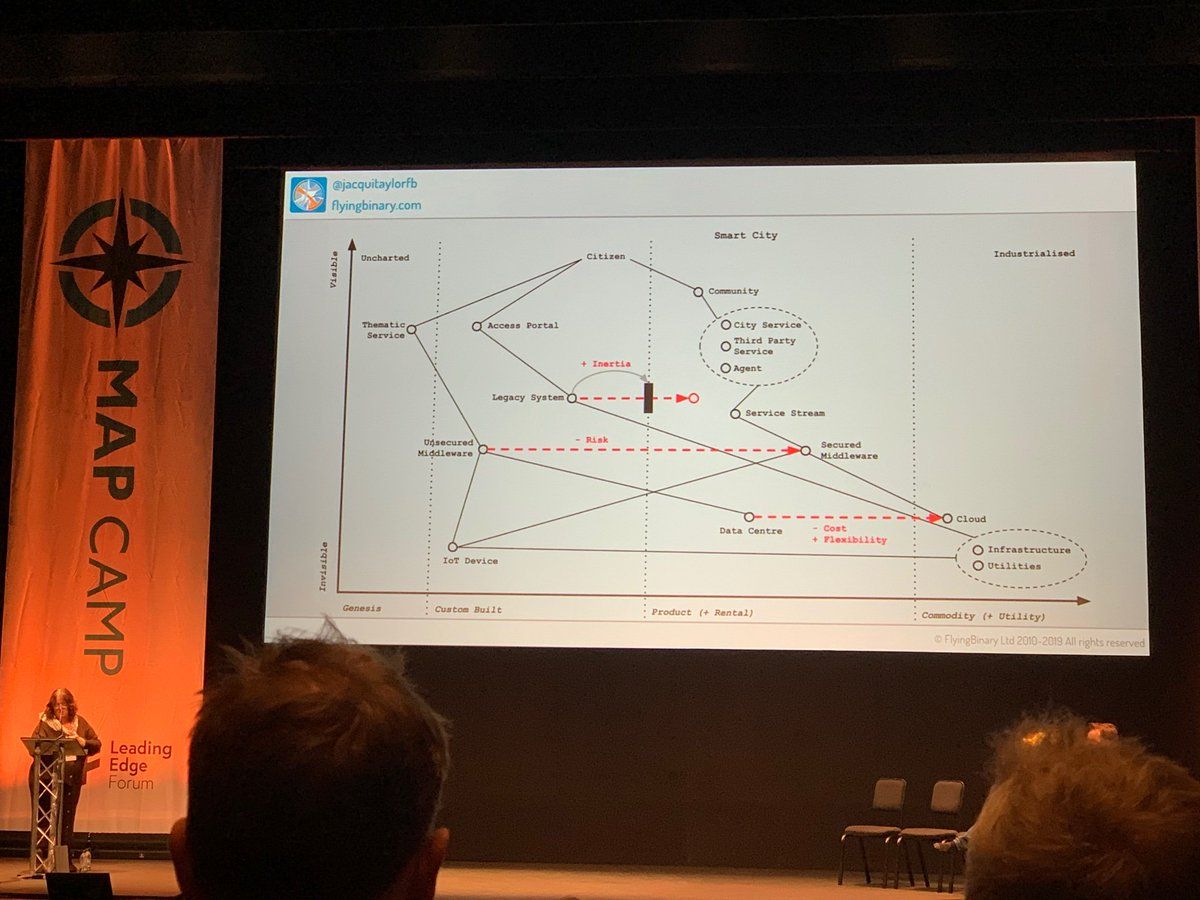 @jacquitaylorfb
flyingbinary.com
Smart City
Visible
Uncharted
Citizen
Industrialised
Community
Thematic
Service
Access Portal
City Service
Third Party
Service
Agent
+ Inertia
Legacy System
Service Stream
- Risk
Unsecured
Middleware
Secured
Middleware
Data Centre
- Cost
+ Flexibility
Cloud
Invisible
IoT Device
Infrastructure
Utilities
Genesis
Custom Built
Product (+ Rental)
Commodity (+ Utility)
© FlyingBinary Ltd 2010-2019 All rights reserved
MAP CAMP
Leading
Edge
Forum